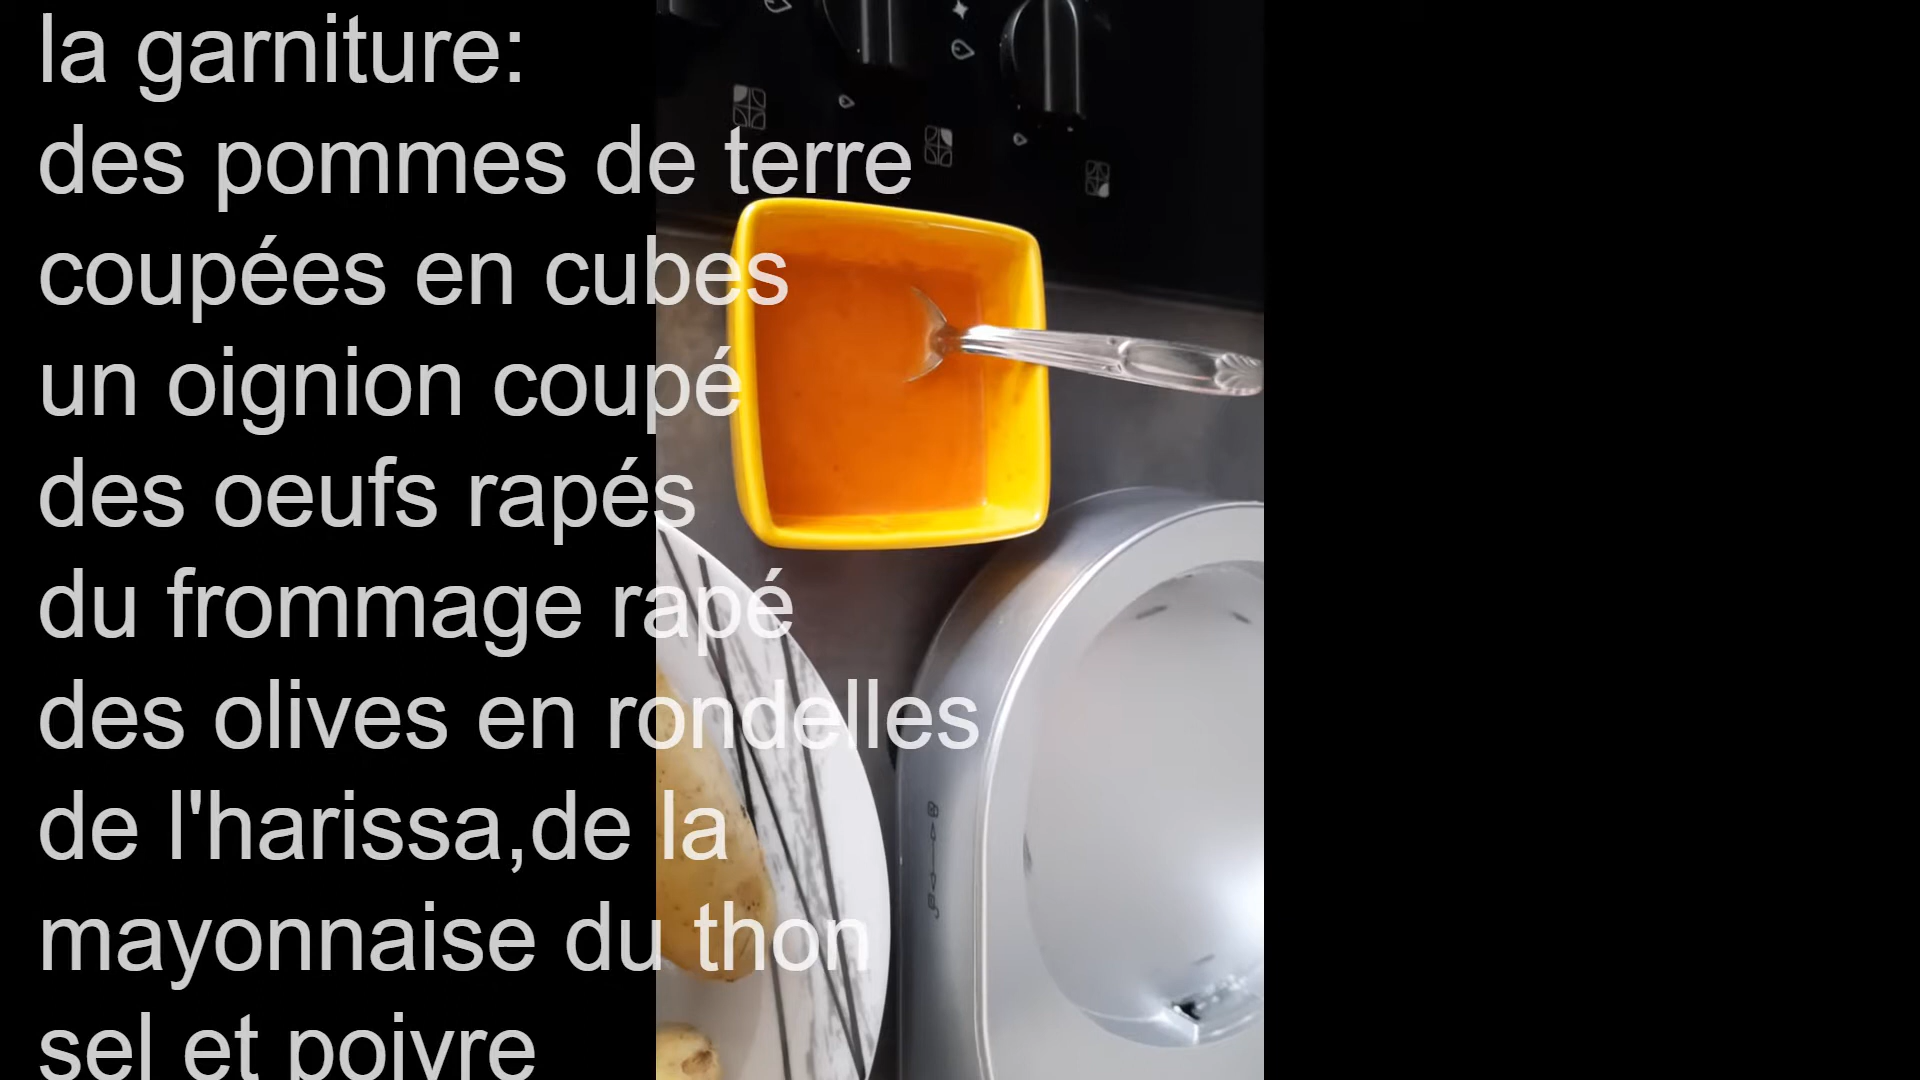 la garniture:
des pommes de terre
coupées en cubes
un oignion coupé
des oeufs rapés
du frommage rapé
des olives en rondelles
de l'harissa,de la
mayonnaise du thon
sel et poivre